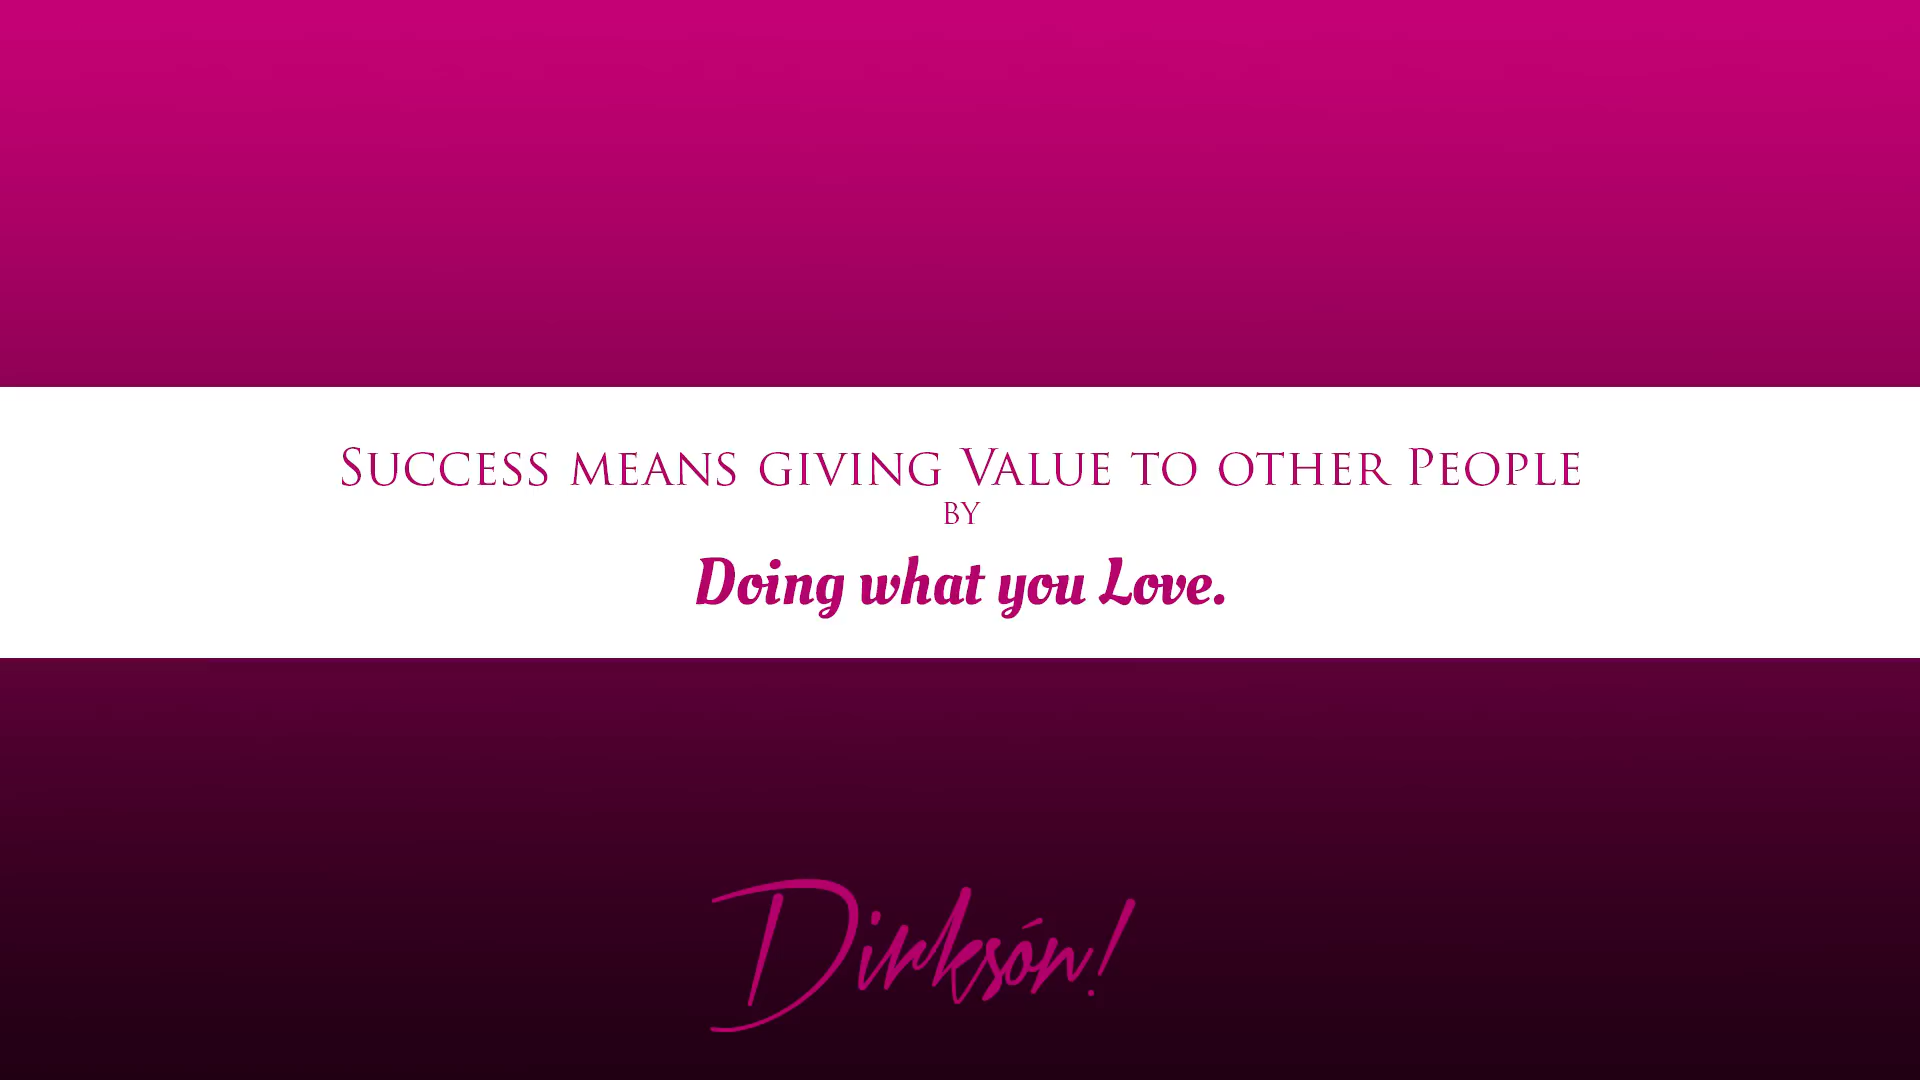 Success means giving Value to other People
by
Doing what you Love.
Dirksón!